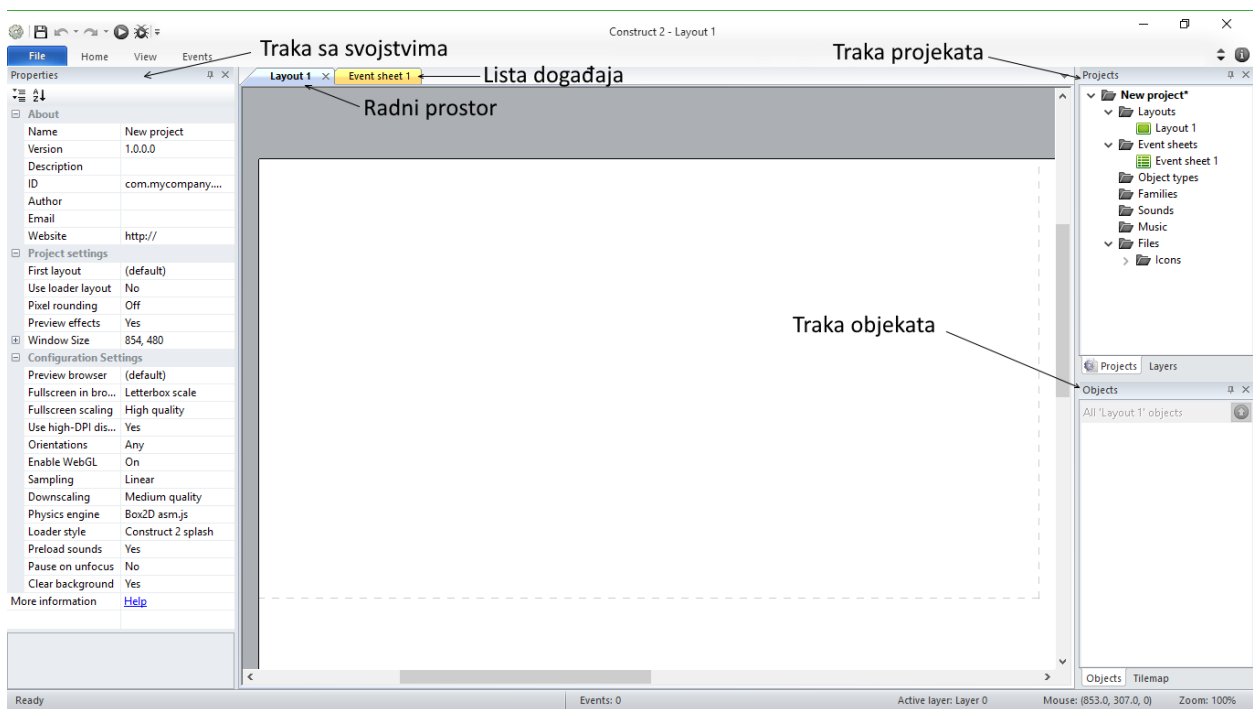 Construct 2 - Layout 1
File Home View Events
Traka sa svojstvima
Traka projekata
Properties
Layout 1
Event sheet 1
Lista događaja
Radni prostor
About
Name New project
Version 1.0.0.0
Description
ID com.mycompany....
Author
Email
Website http://
Project settings
First layout (default)
Use loader layout No
Pixel rounding Off
Preview effects Yes
Window Size 854, 480
Configuration Settings
Preview browser (default)
Fullscreen in bro... Letterbox scale
Fullscreen scaling High quality
Use high-DPI dis... Yes
Orientations Any
Enable WebGL On
Sampling Linear
Downscaling Medium quality
Physics engine Box2D asm.js
Loader style Construct 2 splash
Preload sounds Yes
Pause on unfocus No
Clear background Yes
More information Help
Projects
New project*
Layouts
Layout 1
Event sheets
Event sheet 1
Object types
Families
Sounds
Music
Files
Icons
Traka objekata
Projects Layers
Objects
All 'Layout 1' objects
Objects Tilemap
Ready
Events: 0
Active layer: Layer 0
Mouse: (853.0, 307.0, 0)
Zoom: 100%